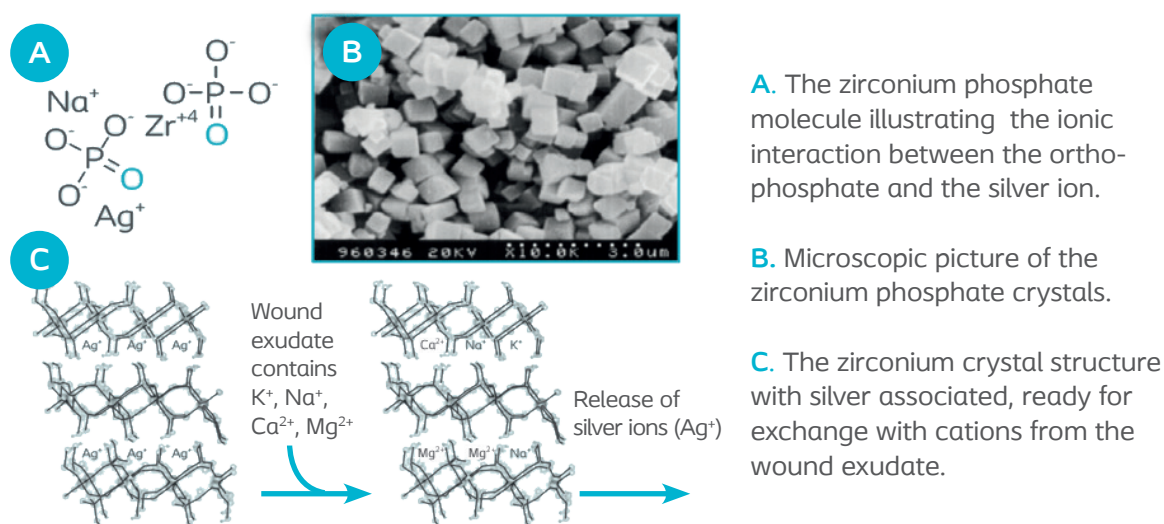 A
Na⁺
O⁻
O⁻
P
O
O⁻
Ag⁺
Zr⁺⁴
O⁻
O⁻
P
O⁻
O
B
960346 20KV X10.0K 3.0um
A. The zirconium phosphate
molecule illustrating the ionic
interaction between the ortho-
phosphate and the silver ion.
B. Microscopic picture of the
zirconium phosphate crystals.
C. The zirconium crystal structure
with silver associated, ready for
exchange with cations from the
wound exudate.
C
Ag⁺ Ag⁺ Ag⁺
Ag⁺ Ag⁺ Ag⁺
Wound
exudate
contains
K⁺, Na⁺,
Ca²⁺, Mg²⁺
Ca²⁺ Na⁺ K⁺
Mg²⁺ Mg²⁺ Na⁺
Release of
silver ions (Ag⁺)